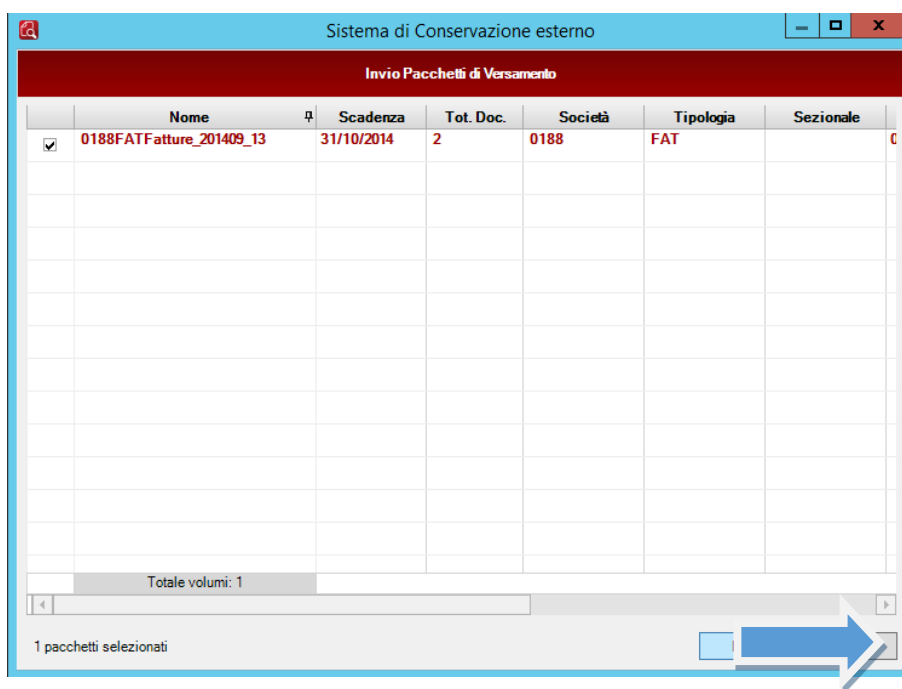 Sistema di Conservazione esterno
Invio Pacchetti di Versamento
Nome Scadenza Tot. Doc. Società Tipologia Sezionale
0188FATFatture_201409_13 31/10/2014 2 0188 FAT 0
Totale volumi: 1
1 pacchetti selezionati